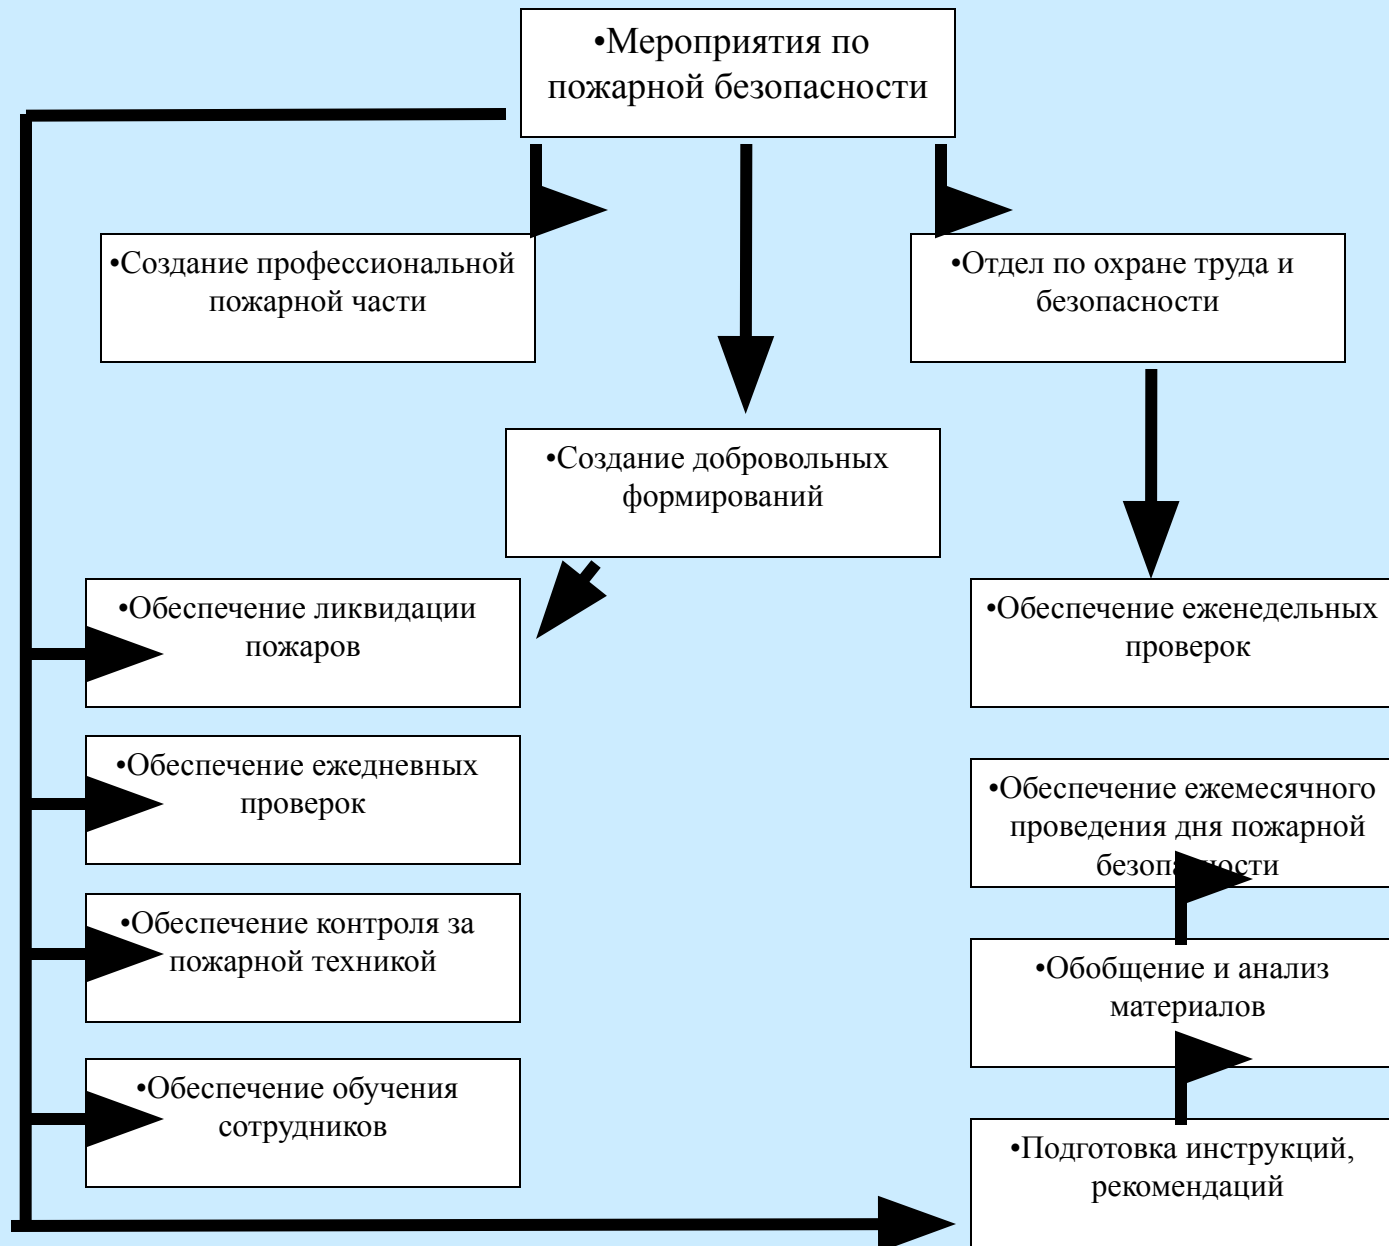 •Мероприятия по
пожарной безопасности
•Создание профессиональной
пожарной части
•Отдел по охране труда и
безопасности
•Создание добровольных
формирований
•Обеспечение ликвидации
пожаров
•Обеспечение еженедельных
проверок
•Обеспечение ежедневных
проверок
•Обеспечение ежемесячного
проведения дня пожарной
безопасности
•Обеспечение контроля за
пожарной техникой
•Обобщение и анализ
материалов
•Обеспечение обучения
сотрудников
•Подготовка инструкций,
рекомендаций